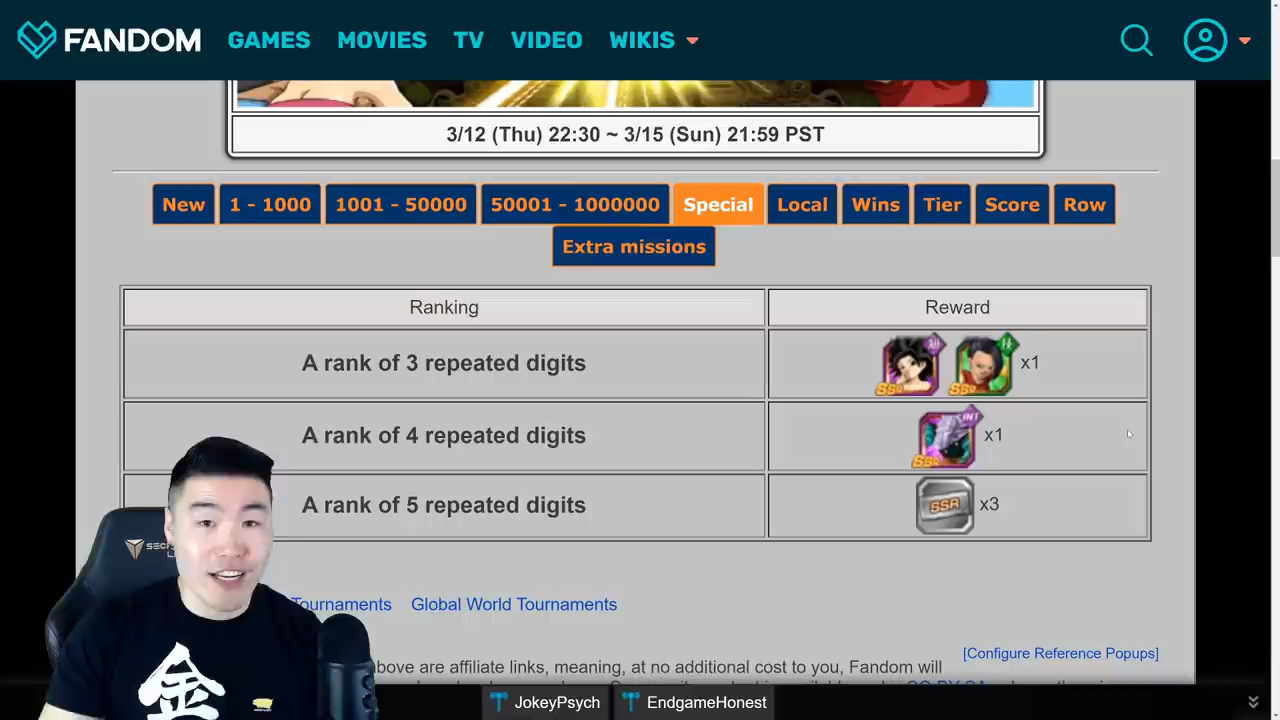 FANDOM GAMES MOVIES TV VIDEO WIKIS
3/12 (Thu) 22:30 ~ 3/15 (Sun) 21:59 PST
New 1 - 1000 1001 - 50000 50001 - 1000000 Special Local Wins Tier Score Row
Extra missions
Ranking Reward
A rank of 3 repeated digits x1
A rank of 4 repeated digits x1
A rank of 5 repeated digits SSR x3
Tournaments Global World Tournaments
[Configure Reference Popups]
bove are affiliate links, meaning, at no additional cost to you, Fandom will
金
JokeyPsych EndgameHonest